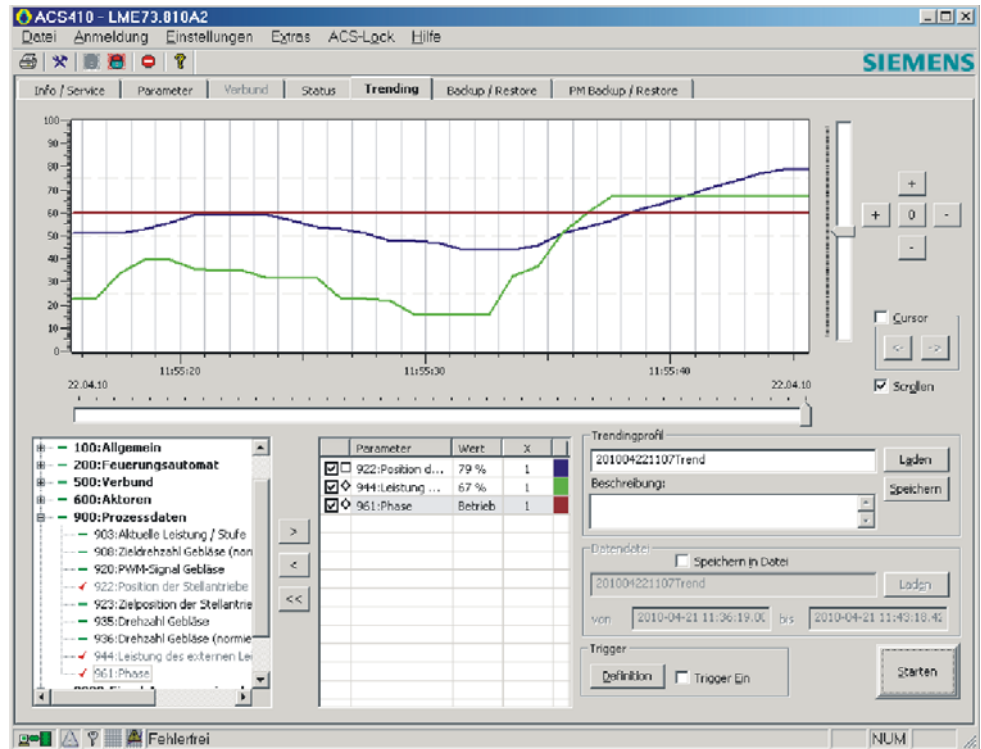 ACS410 - LME73.810A2
Datei Anmeldung Einstellungen Extras ACS-Lock Hilfe
SIEMENS
Info / Service Parameter Verbund Status Trending Backup / Restore PM Backup / Restore
100
90
80
70
60
50
40
30
20
10
0
11:55:20 11:55:30 11:55:40
22.04.10 22.04.10
+
+ 0 -
-
Cursor
<- ->
Scrollen
100:Allgemein
200:Feuerungsautomat
500:Verbund
600:Aktoren
900:Prozessdaten
903:Aktuelle Leistung / Stufe
908:Zieldrehzahl Gebläse (nor
920:PWM-Signal Gebläse
922:Position der Stellantriebe
923:Zielposition der Stellantrie
935:Drehzahl Gebläse
936:Drehzahl Gebläse (normie
944:Leistung des externen Lei
961:Phase
>
<
<<
Parameter Wert X
922:Position d... 79 % 1
944:Leistung ... 67 % 1
961:Phase Betrieb 1
Trendingprofil
201004221107Trend Laden
Beschreibung: Speichern
Datendatei
Speichern in Datei
201004221107Trend Laden
von 2010-04-21 11:36:19.00 bis 2010-04-21 11:43:18.42
Trigger
Definition Trigger Ein
Starten
Fehlerfrei NUM